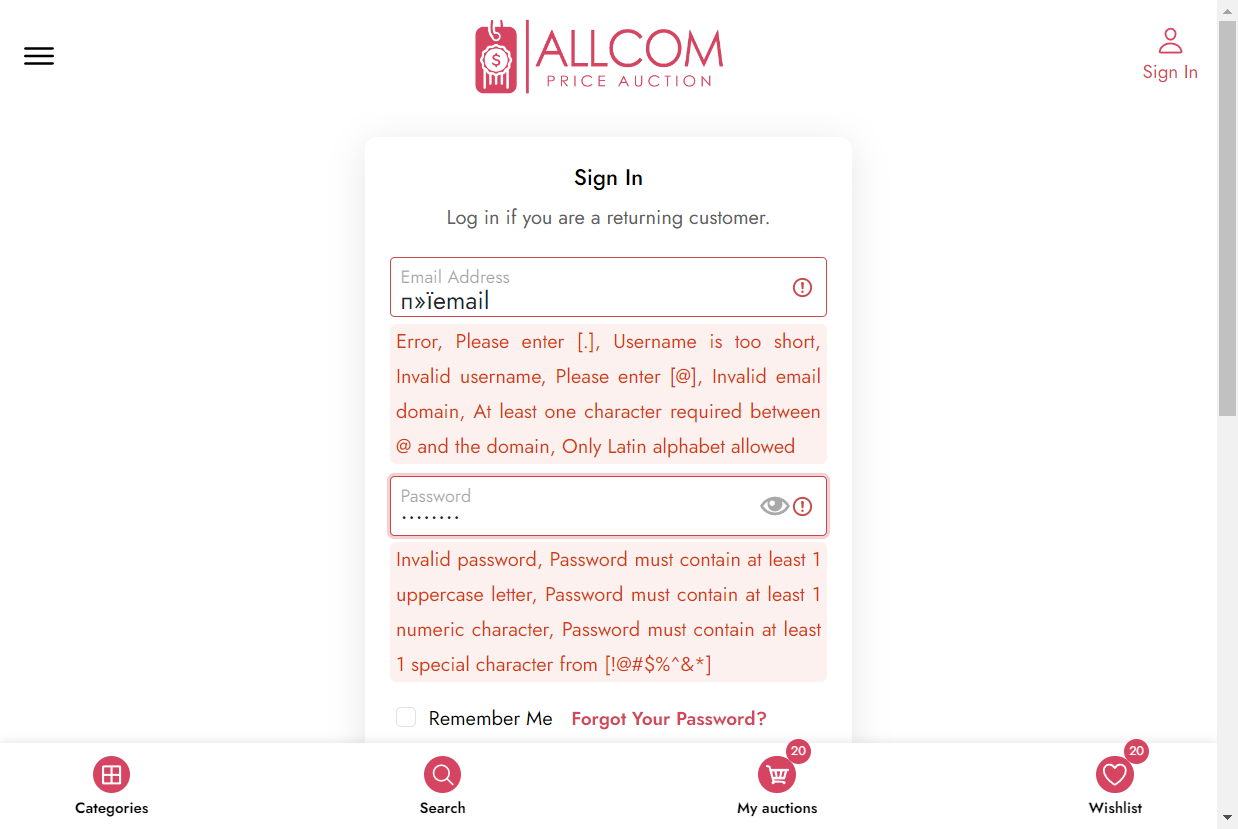 ALLCOM
PRICE AUCTION
Sign In
Sign In
Log in if you are a returning customer.
Email Address
п»їemail
Error, Please enter [.], Username is too short,
Invalid username, Please enter [@], Invalid email
domain, At least one character required between
@ and the domain, Only Latin alphabet allowed
Password
········
Invalid password, Password must contain at least 1
uppercase letter, Password must contain at least 1
numeric character, Password must contain at least
1 special character from [!@#$%^&*]
Remember Me Forgot Your Password?
20 20
Categories Search My auctions Wishlist